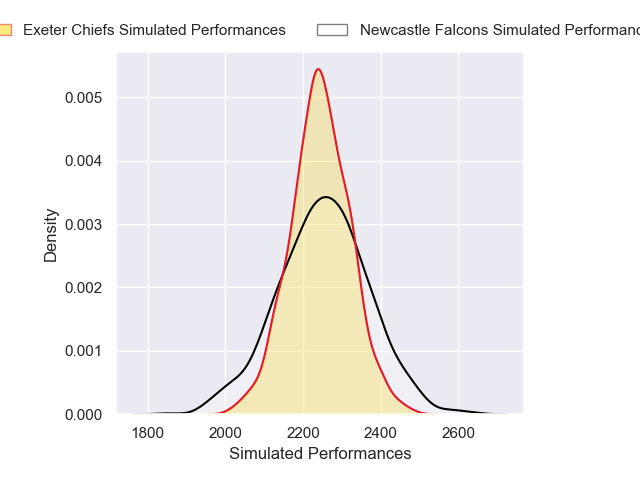 Exeter Chiefs Simulated Performances
Newcastle Falcons Simulated
0.005
0.004
0.003
0.002
0.001
0.000
Density
1800
2000
2200
2400
2600
Simulated Performances